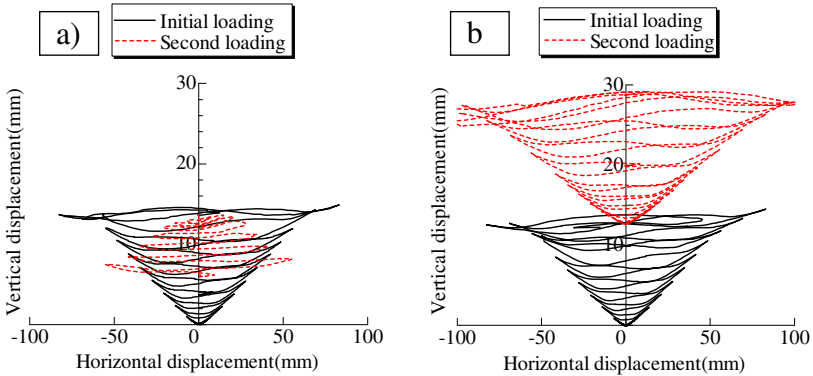 a)
Initial loading
Second loading
30
20
10
Vertical displacement(mm)
-100
-50
0
50
100
Horizontal displacement(mm)
b
Initial loading
Second loading
30
20
10
Vertical displacement(mm)
-100
-50
0
50
100
Horizontal displacement(mm)